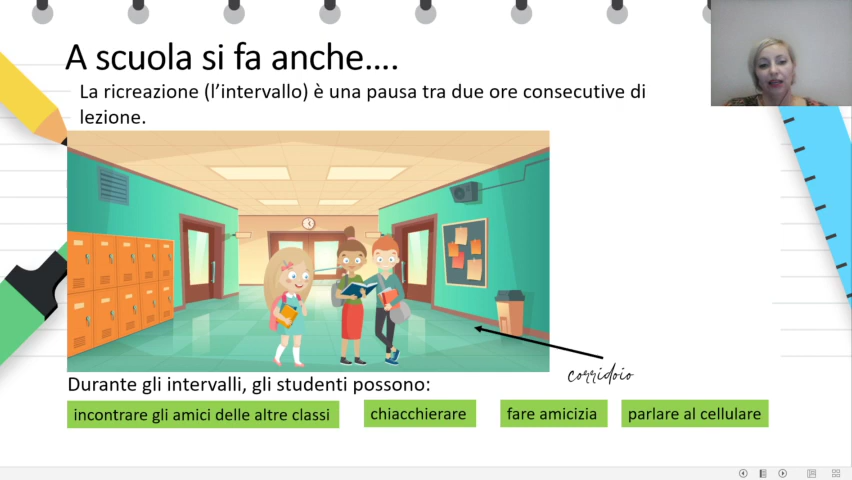 A scuola si fa anche....
La ricreazione (l'intervallo) è una pausa tra due ore consecutive di
lezione.
corridoio
Durante gli intervalli, gli studenti possono:
incontrare gli amici delle altre classi
chiacchierare
fare amicizia
parlare al cellulare